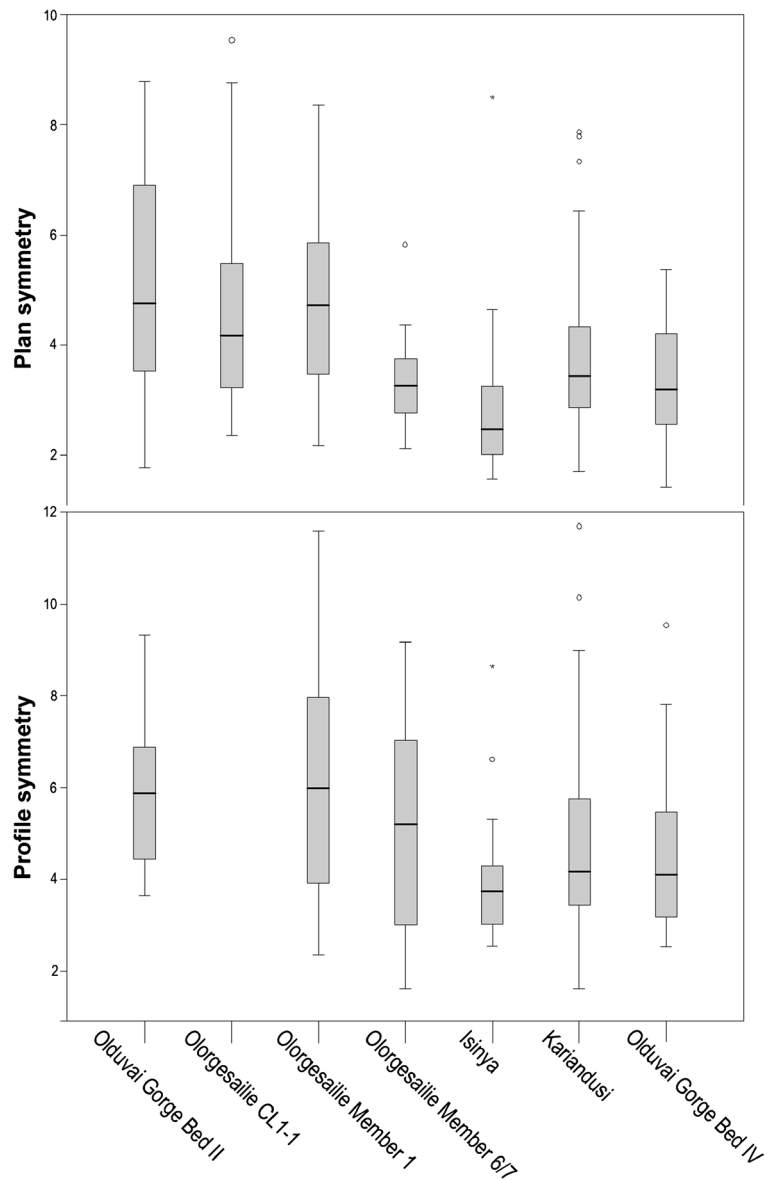 10
8
6
4
2
Plan symmetry
12
10
8
6
4
2
Profile symmetry
Olduvai Gorge Bed II
Olorgesailie CL1-1
Olorgesailie Member 1
Olorgesailie Member 6/7
Isinya
Kariandusi
Olduvai Gorge Bed IV